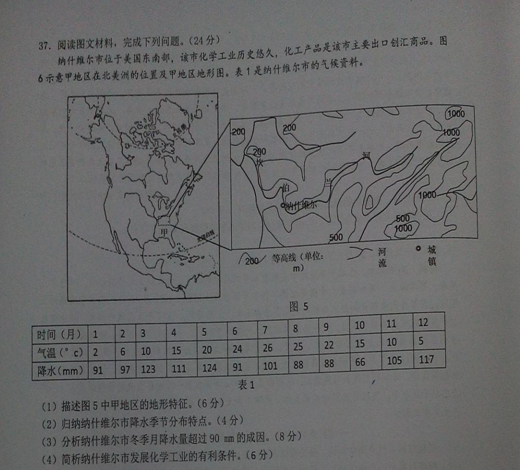 37. 阅读图文材料，完成下列问题。(24分)
纳什维尔市位于美国东南部，该市化学工业历史悠久，化工产品是该市主要出口创汇商品。图
6示意甲地区在北美洲的位置及甲地区地形图。表1是纳什维尔市的气候资料。
甲
200
200
200
坎
伯
兰
河
纳什维尔
500
500
1000
1000
1000
1000
200 等高线(单位: m)
河流
城镇
图 5
时间(月) 1 2 3 4 5 6 7 8 9 10 11 12
气温(°c) 2 6 10 15 20 24 26 25 22 15 10 5
降水(mm) 91 97 123 111 124 91 101 88 88 66 105 117
表1
(1) 描述图5中甲地区的地形特征。(6分)
(2) 归纳纳什维尔市降水季节分布特点。(4分)
(3) 分析纳什维尔市冬季月降水量超过90 mm的成因。(8分)
(4) 简析纳什维尔市发展化学工业的有利条件。(6分)